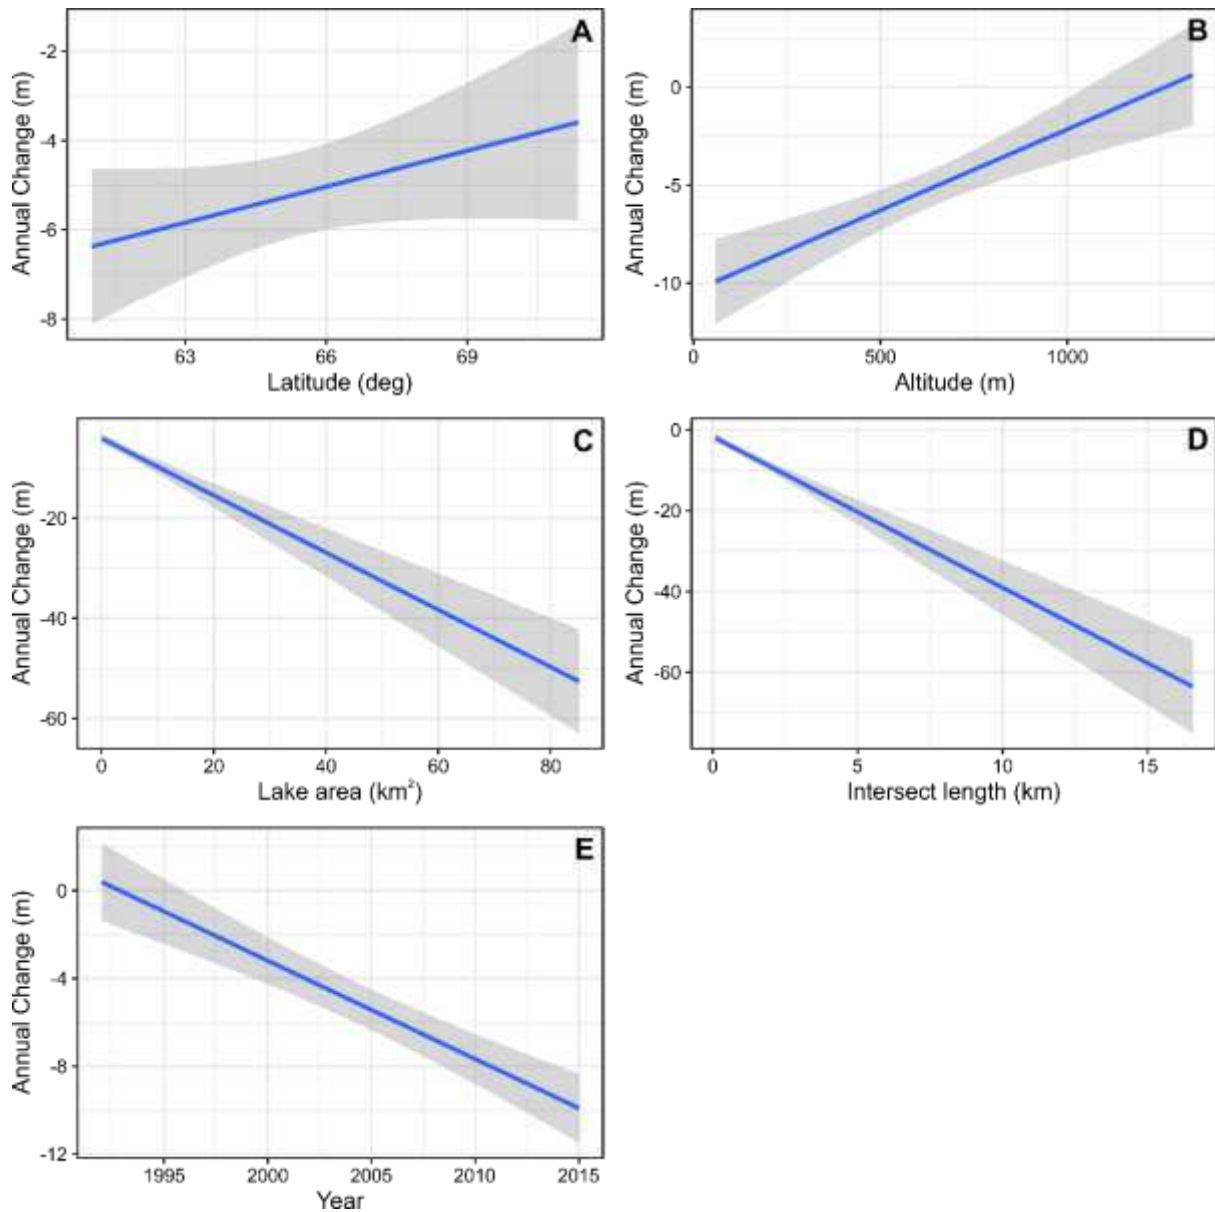 A
Annual Change (m)
-2
-4
-6
-8
63 66 69
Latitude (deg)
B
Annual Change (m)
0
-5
-10
0 500 1000
Altitude (m)
C
Annual Change (m)
-20
-40
-60
0 20 40 60 80
Lake area (km²)
D
Annual Change (m)
0
-20
-40
-60
0 5 10 15
Intersect length (km)
E
Annual Change (m)
0
-4
-8
-12
1995 2000 2005 2010 2015
Year